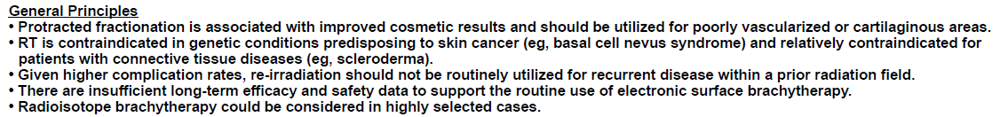 General Principles
• Protracted fractionation is associated with improved cosmetic results and should be utilized for poorly vascularized or cartilaginous areas.
• RT is contraindicated in genetic conditions predisposing to skin cancer (eg, basal cell nevus syndrome) and relatively contraindicated for
patients with connective tissue diseases (eg, scleroderma).
• Given higher complication rates, re-irradiation should not be routinely utilized for recurrent disease within a prior radiation field.
• There are insufficient long-term efficacy and safety data to support the routine use of electronic surface brachytherapy.
• Radioisotope brachytherapy could be considered in highly selected cases.